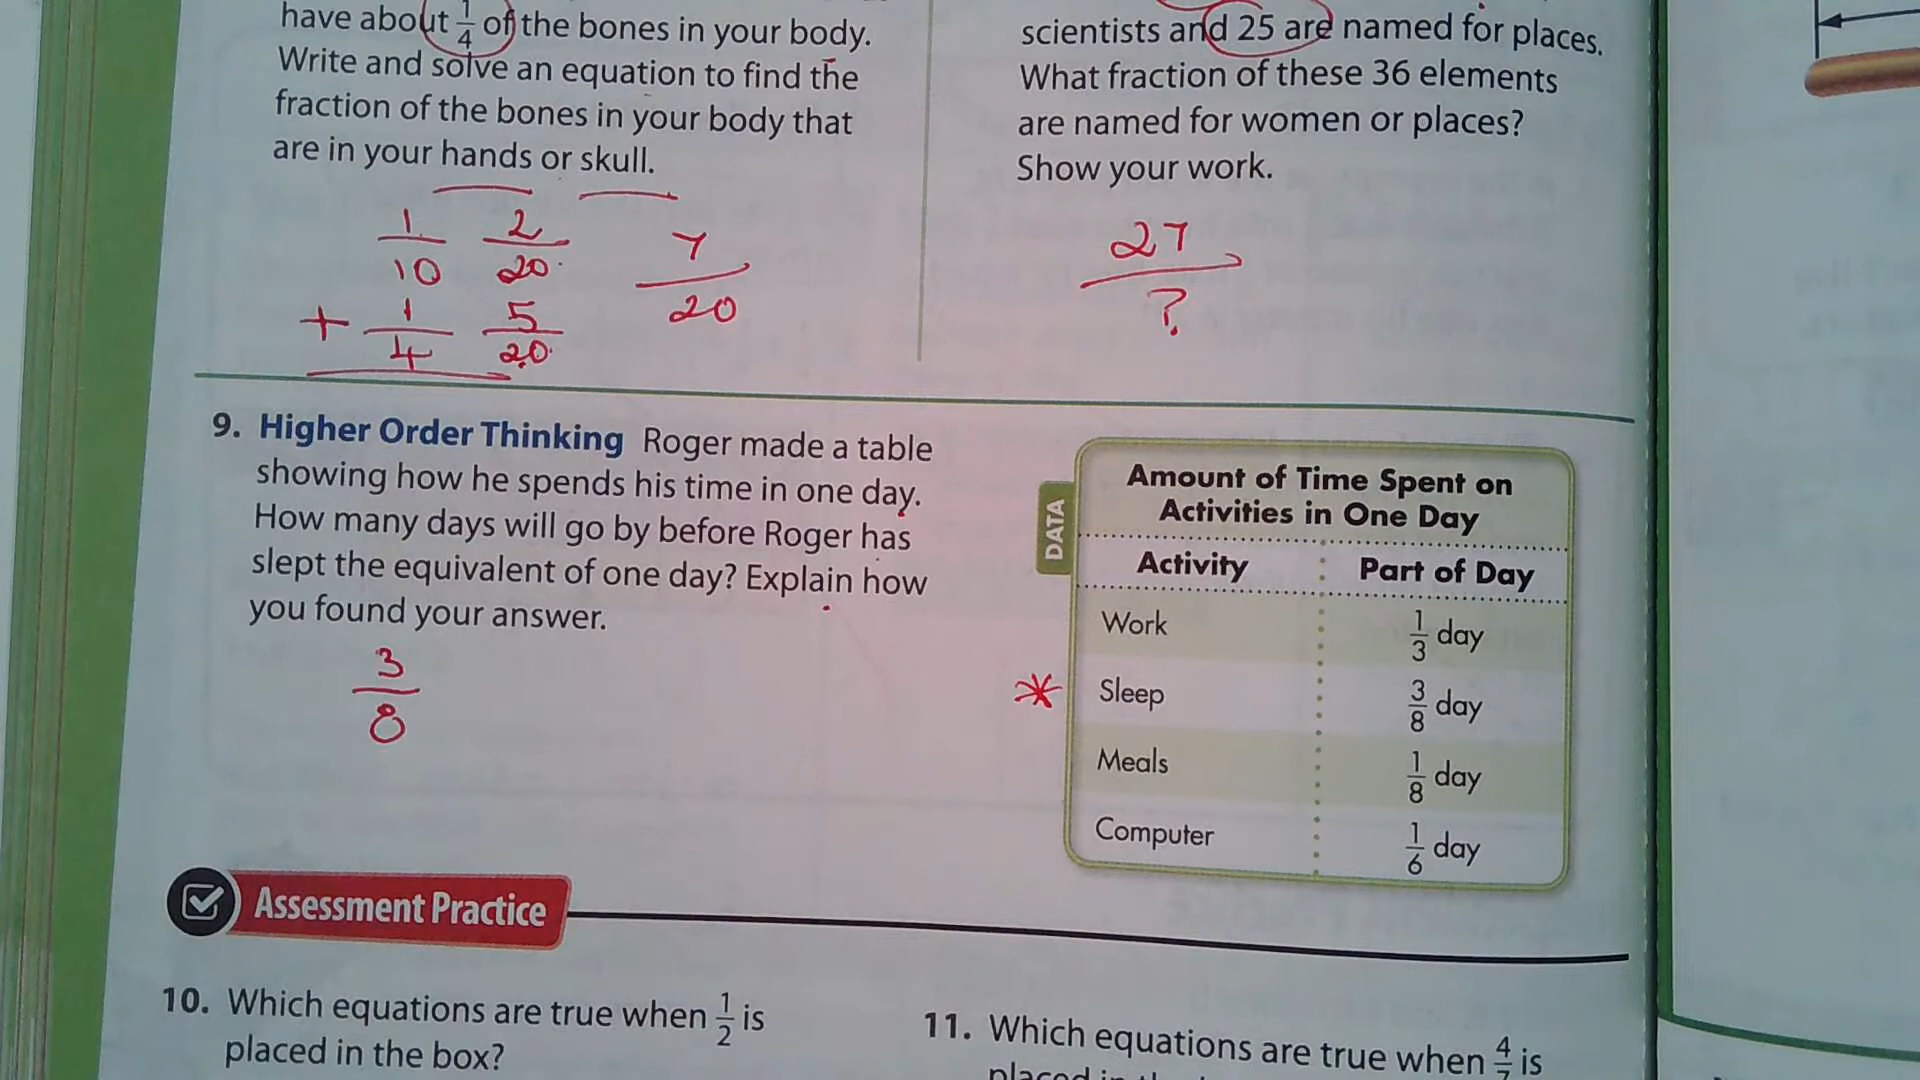 have about 1/4 of the bones in your body.
Write and solve an equation to find the
fraction of the bones in your body that
are in your hands or skull.
1/10 2/20
+ 1/4 5/20
7/20
scientists and 25 are named for places.
What fraction of these 36 elements
are named for women or places?
Show your work.
27/?
9. Higher Order Thinking Roger made a table
showing how he spends his time in one day.
How many days will go by before Roger has
slept the equivalent of one day? Explain how
you found your answer.
3/8
DATA
Amount of Time Spent on
Activities in One Day
Activity Part of Day
Work 1/3 day
* Sleep 3/8 day
Meals 1/8 day
Computer 1/6 day
Assessment Practice
10. Which equations are true when 1/2 is
placed in the box?
11. Which equations are true when 4/7 is